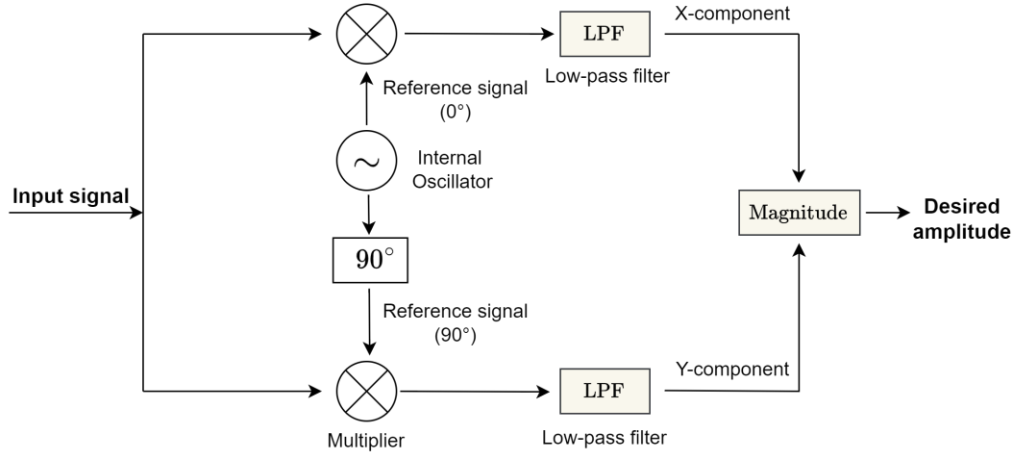 X-component
LPF
Low-pass filter
Reference signal
(0°)
~
Internal
Oscillator
Input signal
Magnitude
Desired
amplitude
90°
Reference signal
(90°)
Y-component
LPF
Multiplier
Low-pass filter